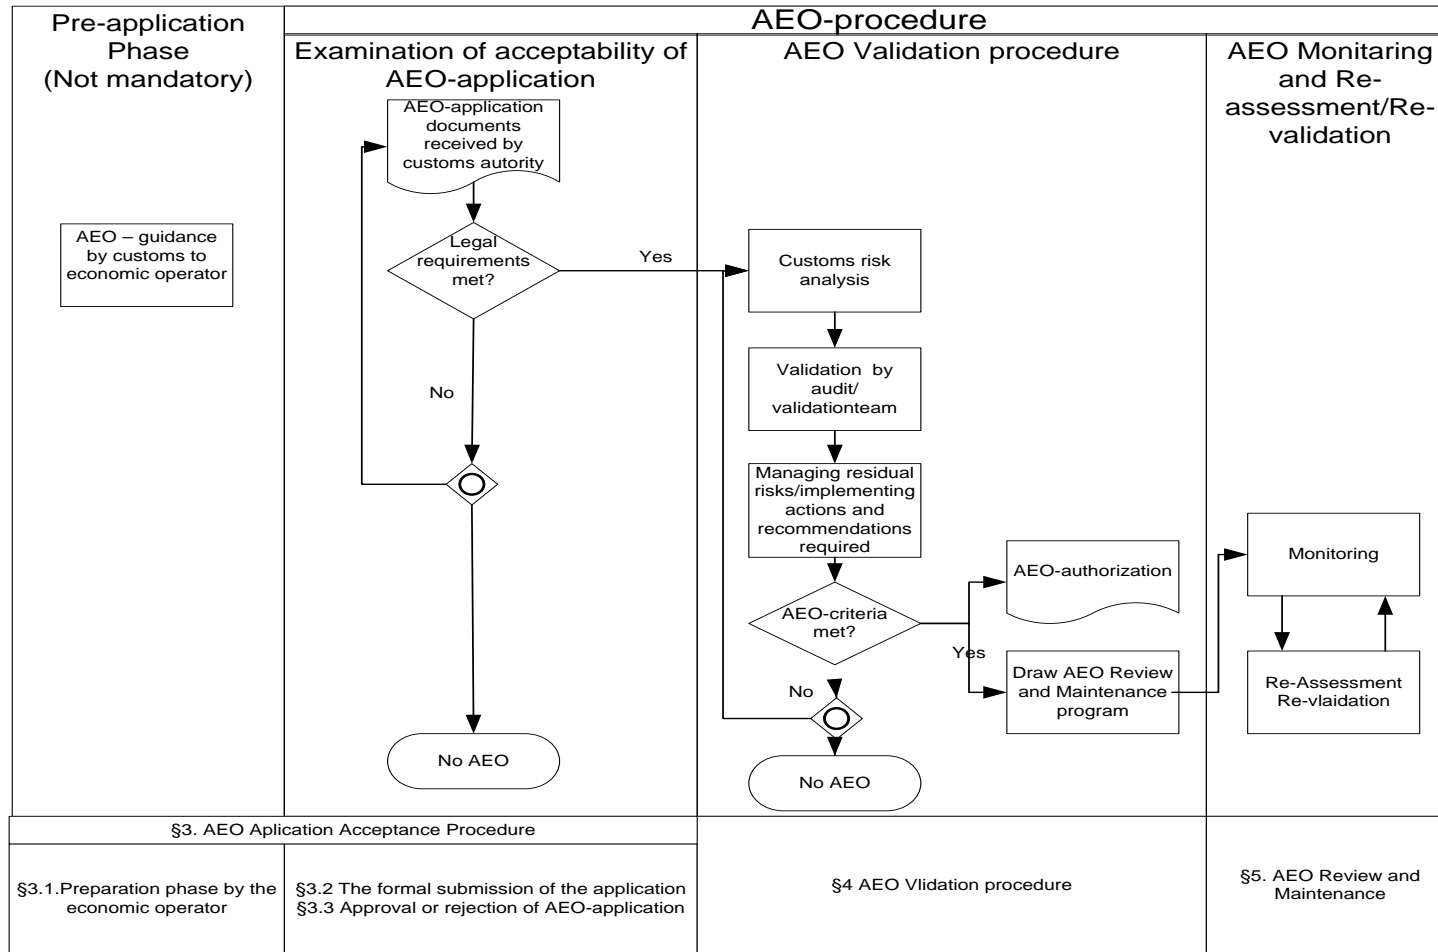 Pre-application
Phase
(Not mandatory)
AEO-procedure
Examination of acceptability of
AEO-application
AEO Validation procedure
AEO Monitaring
and Re-
assessment/Re-
validation
AEO – guidance
by customs to
economic operator
AEO-application
documents
received by
customs autority
Legal
requirements
met?
Yes
No
No AEO
Customs risk
analysis
Validation by
audit/
validationteam
Managing residual
risks/implementing
actions and
recommendations
required
AEO-criteria
met?
Yes
No
No AEO
AEO-authorization
Draw AEO Review
and Maintenance
program
Monitoring
Re-Assessment
Re-vlaidation
§3. AEO Aplication Acceptance Procedure
§3.1.Preparation phase by the
economic operator
§3.2 The formal submission of the application
§3.3 Approval or rejection of AEO-application
§4 AEO Vlidation procedure
§5. AEO Review and
Maintenance